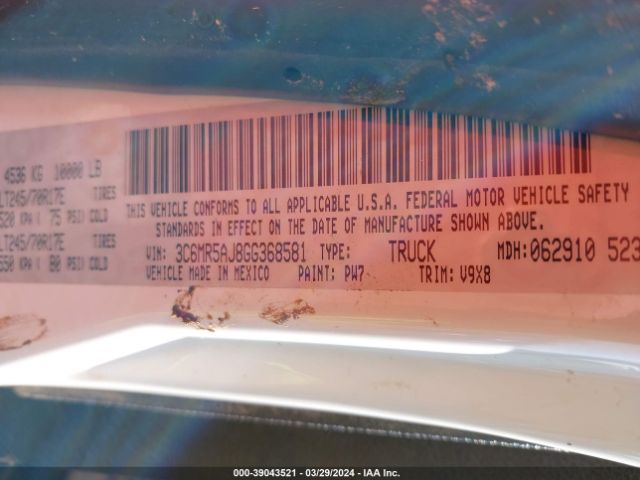 4536 KG 10000 LB
LT245/70R17E TIRES
520 KPA ( 75 PSI) COLD
LT245/70R17E TIRES
550 KPA ( 80 PSI) COLD
THIS VEHICLE CONFORMS TO ALL APPLICABLE U.S.A. FEDERAL MOTOR VEHICLE SAFETY
STANDARDS IN EFFECT ON THE DATE OF MANUFACTURE SHOWN ABOVE.
VIN: 3C6MR5AJ8GG368581 TYPE: TRUCK MDH:062910 523
VEHICLE MADE IN MEXICO PAINT: PW7 TRIM: V9X8
000-39043521 | 03/29/2024 - IAA Inc.